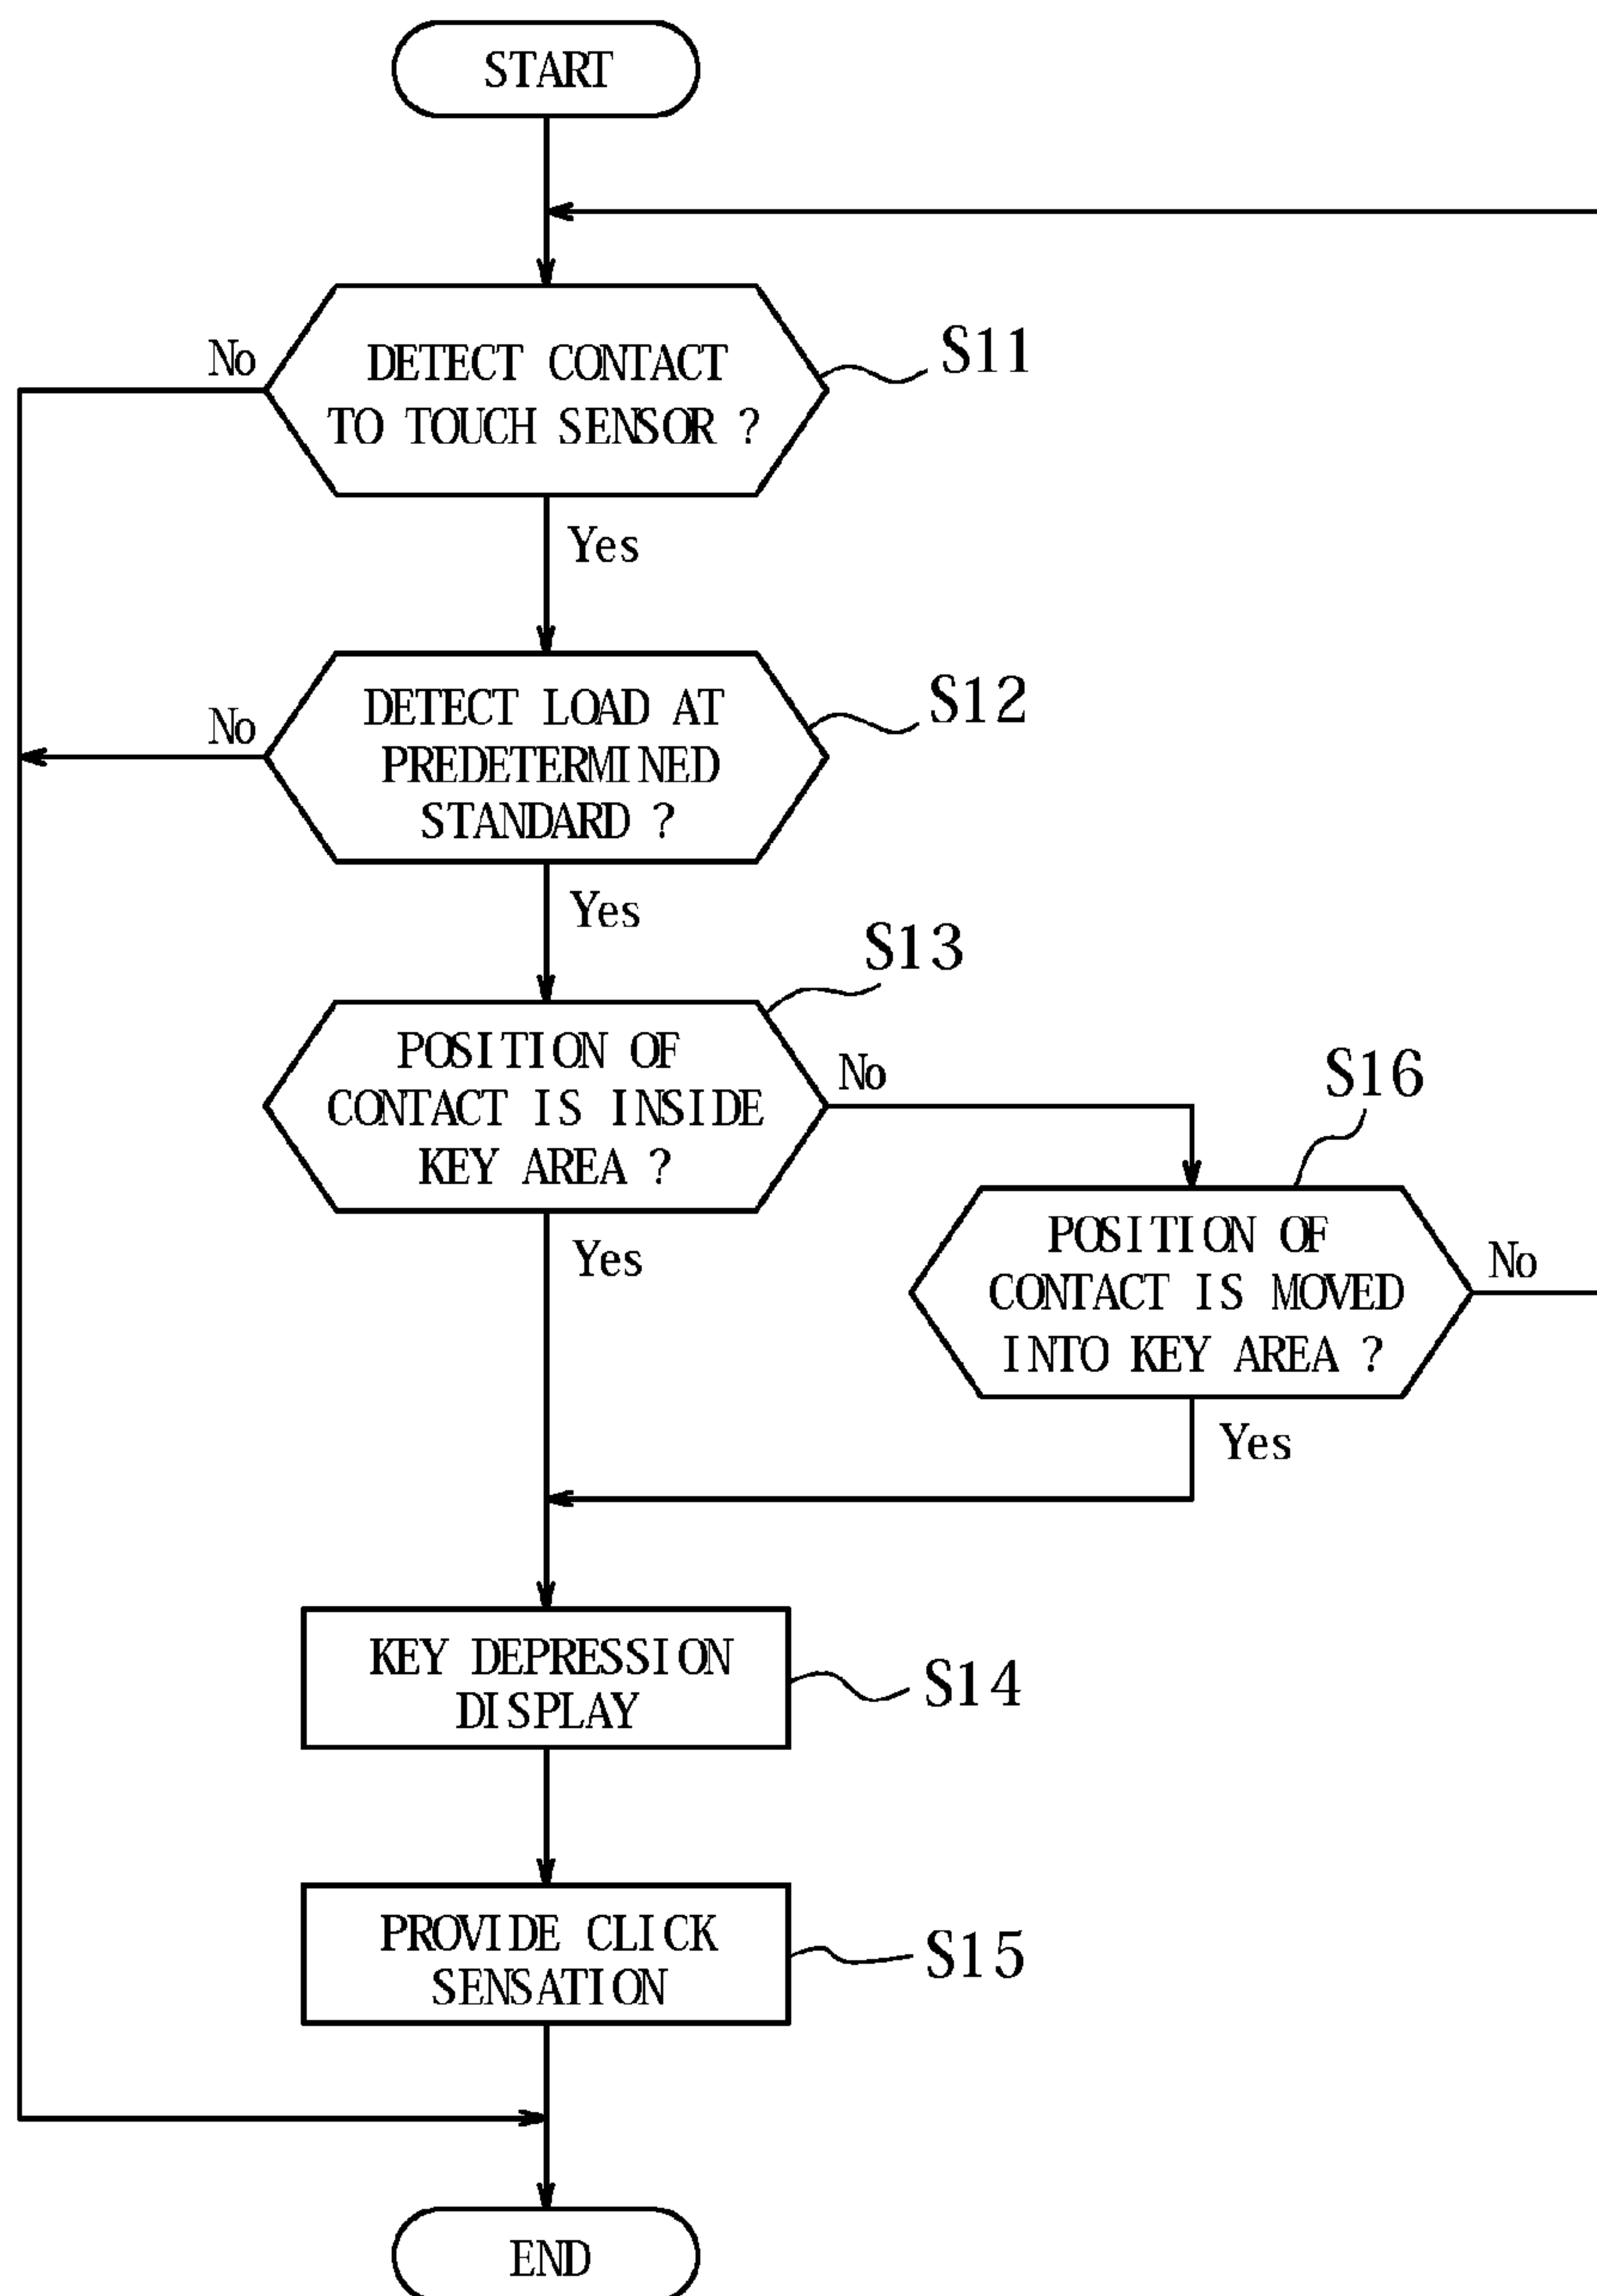 START
No
DETECT CONTACT
TO TOUCH SENSOR ?
S11
Yes
No
DETECT LOAD AT
PREDETERMINED
STANDARD ?
S12
Yes
S13
POSITION OF
CONTACT IS INSIDE
KEY AREA ?
No
S16
Yes
POSITION OF
CONTACT IS MOVED
INTO KEY AREA ?
No
Yes
KEY DEPRESSION
DISPLAY
S14
PROVIDE CLICK
SENSATION
S15
END